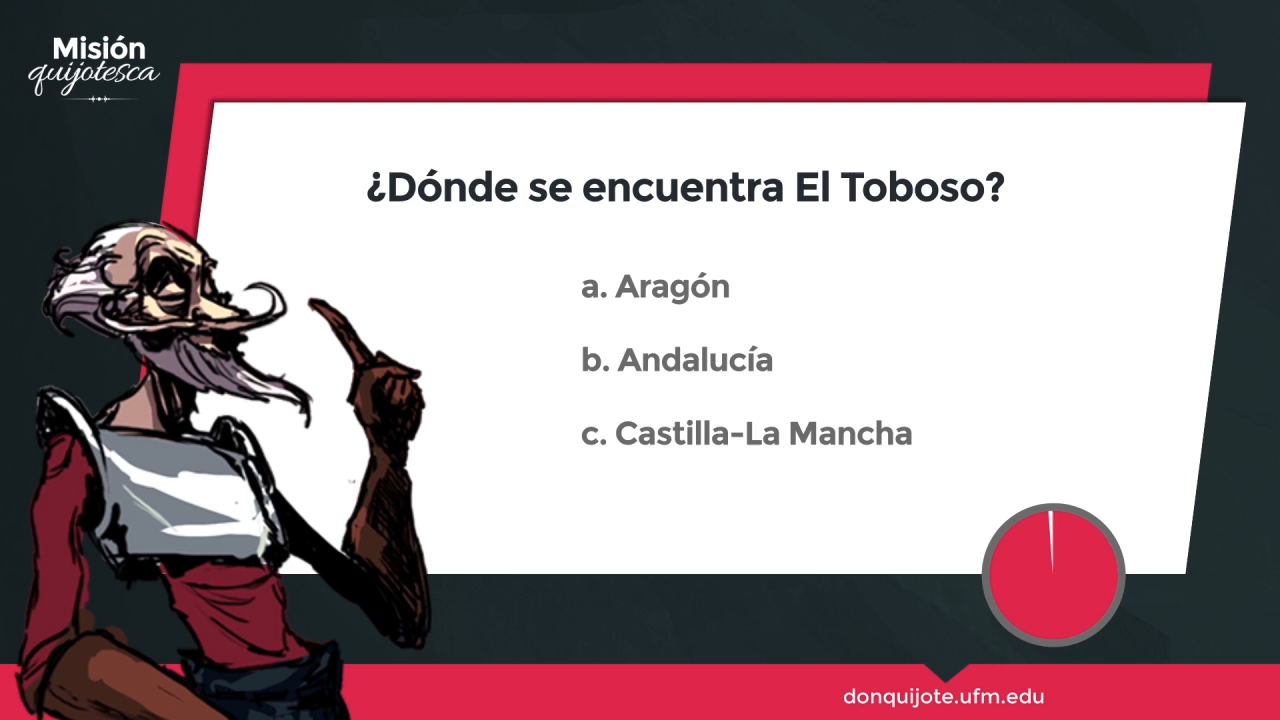 Misión
quijotesca
¿Dónde se encuentra El Toboso?
a. Aragón
b. Andalucía
c. Castilla-La Mancha
donquijote.ufm.edu